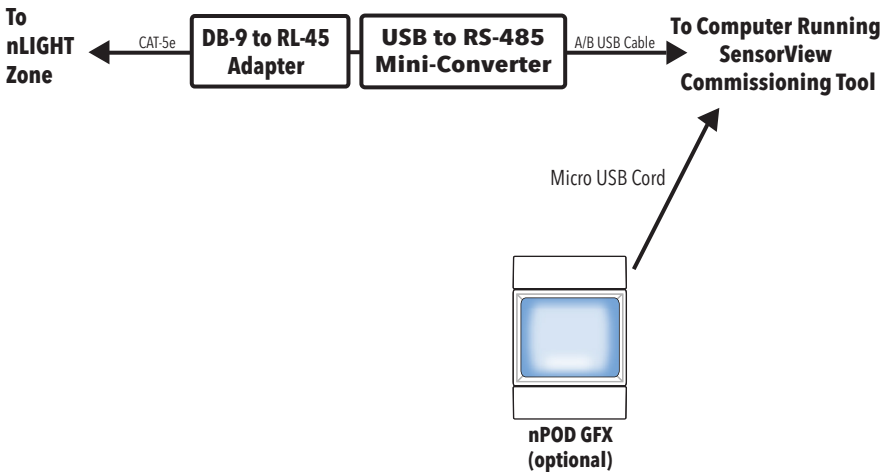 To
nLIGHT
Zone
CAT-5e
DB-9 to RL-45
Adapter
USB to RS-485
Mini-Converter
A/B USB Cable
To Computer Running
SensorView
Commissioning Tool
Micro USB Cord
nPOD GFX
(optional)